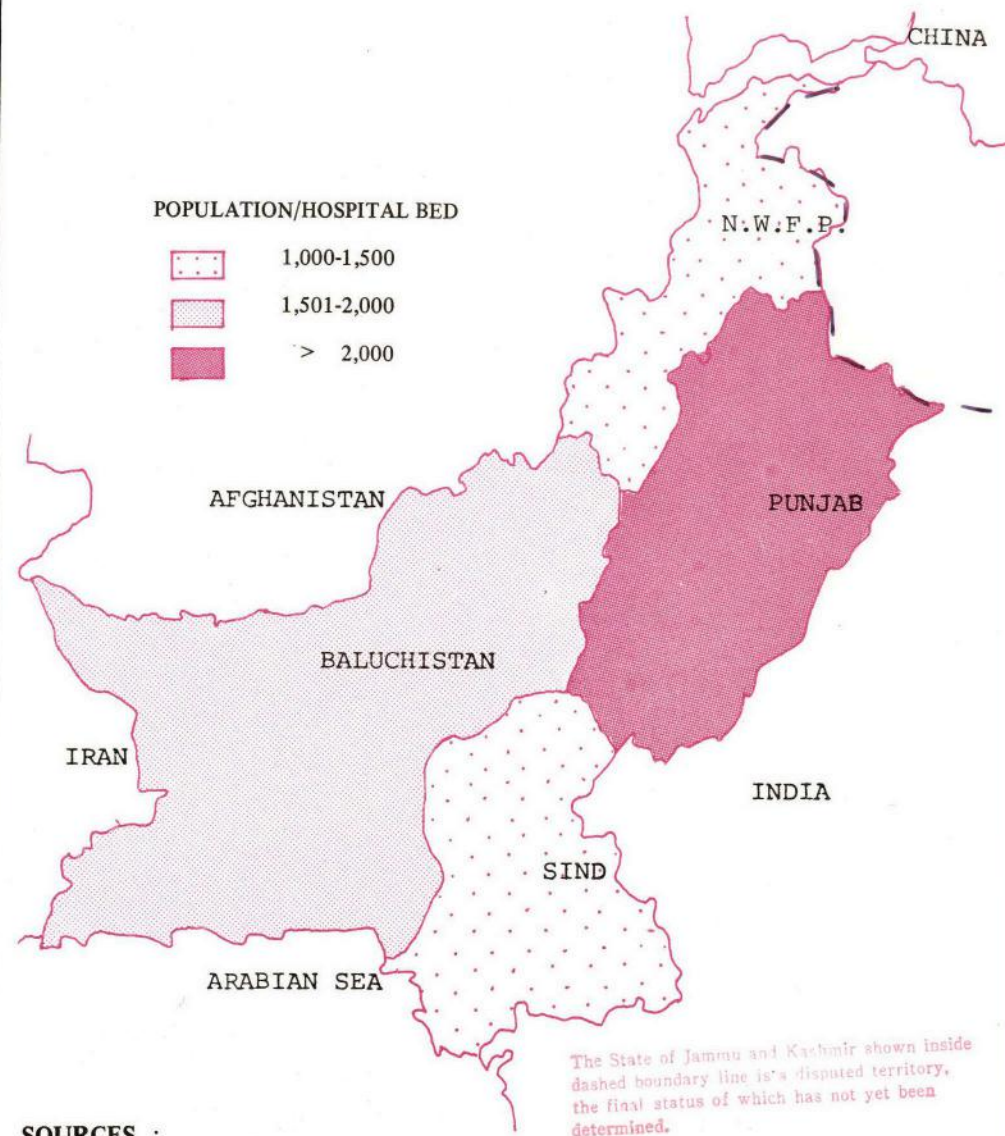 CHINA
POPULATION/HOSPITAL BED
1,000-1,500
1,501-2,000
> 2,000
N.W.F.P.
AFGHANISTAN
PUNJAB
BALUCHISTAN
IRAN
INDIA
SIND
ARABIAN SEA
The State of Jammu and Kashmir shown inside
dashed boundary line is a disputed territory,
the final status of which has not yet been
determined.
SOURCES :